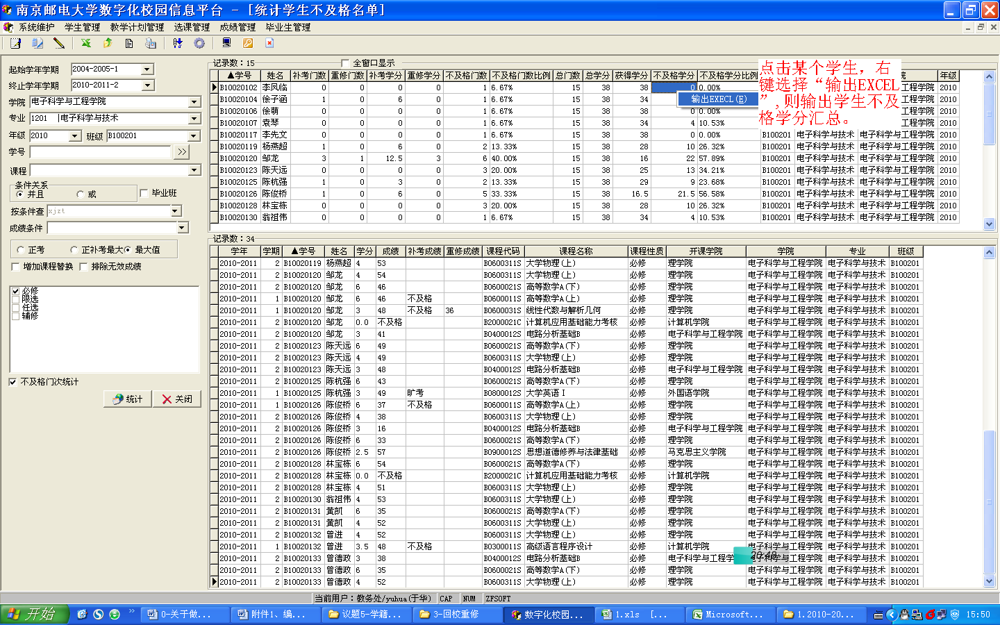 南京邮电大学数字化校园信息平台 - [统计学生不及格名单]
系统维护 学生管理 教学计划管理 选课管理 成绩管理 毕业生管理
起始学年学期 2004-2005-1
终止学年学期 2010-2011-2
学院 电子科学与工程学院
专业 1201 |电子科学与技术
年级 2010 班级 B100201
学号 >>
课程
条件关系
并且 或 毕业班
按条件查 xjzt
成绩条件
正考 正补考最大 最大值
增加课程替换 排除无效成绩
必修
限选
任选
辅修
不及格门次统计
统计 关闭
记录数：15 全窗口显示
▲学号 姓名 补考门数 重修门数 补考学分 重修学分 不及格门数 不及格门数比例 总门数 总学分 获得学分 不及格学分 不及格学分比例 院 年级
B10020102 李凤临 0 0 0 0 1 6.67% 15 38 38 0 0.00% 工程学院 2010
B10020104 徐子涵 1 0 6 0 1 6.67% 15 38 34 工程学院 2010
B10020106 徐萌 0 0 0 0 1 6.67% 15 38 38 0 0.00% 工程学院 2010
B10020107 袁琴 1 0 6 0 1 6.67% 15 38 34 4 10.53% 工程学院 2010
B10020117 李先文 0 0 0 0 1 6.67% 15 38 38 0 0.00% B100201 电子科学与技术 电子科学与工程学院 2010
B10020119 杨燕超 1 0 6 0 2 13.33% 15 38 28 10 26.32% B100201 电子科学与技术 电子科学与工程学院 2010
B10020120 邹龙 3 1 12.5 3 6 40.00% 15 38 16 22 57.89% B100201 电子科学与技术 电子科学与工程学院 2010
B10020123 陈天远 0 0 0 0 3 20.00% 15 38 25 13 34.21% B100201 电子科学与技术 电子科学与工程学院 2010
B10020125 陈杭强 1 0 3 0 2 13.33% 15 38 29 9 23.68% B100201 电子科学与技术 电子科学与工程学院 2010
B10020126 陈俊桥 1 0 6 0 5 33.33% 15 38 16.5 21.5 56.58% B100201 电子科学与技术 电子科学与工程学院 2010
B10020128 林宝栋 0 0 0 0 3 20.00% 15 38 28 10 26.32% B100201 电子科学与技术 电子科学与工程学院 2010
B10020130 翁祖伟 0 0 0 0 1 6.67% 15 38 34 4 10.53% B100201 电子科学与技术 电子科学与工程学院 2010
输出EXECL(E)
点击某个学生，右
键选择“输出EXCEL
”,则输出学生不及
格学分汇总。
记录数：34
学年 学期 ▲学号 姓名 学分 成绩 补考成绩 重修成绩 课程代码 课程名称 课程性质 开课学院 学院 专业 班级
2010-2011 2 B10020119 杨燕超 4 53 B0600311S 大学物理(上) 必修 理学院 电子科学与工程学院 电子科学与技术 B100201
2010-2011 2 B10020120 邹龙 4 54 B0600311S 大学物理(上) 必修 理学院 电子科学与工程学院 电子科学与技术 B100201
2010-2011 2 B10020120 邹龙 6 46 B0600021S 高等数学A(下) 必修 理学院 电子科学与工程学院 电子科学与技术 B100201
2010-2011 1 B10020120 邹龙 6 46 不及格 B0600011S 高等数学A(上) 必修 理学院 电子科学与工程学院 电子科学与技术 B100201
2010-2011 1 B10020120 邹龙 3 48 不及格 36 B0600031S 线性代数与解析几何 必修 理学院 电子科学与工程学院 电子科学与技术 B100201
2010-2011 2 B10020120 邹龙 0.0 不及格 B2000021C 计算机应用基础能力考核 必修 计算机学院 电子科学与工程学院 电子科学与技术 B100201
2010-2011 2 B10020120 邹龙 3 41 B0400012S 电路分析基础B 必修 电子科学与工程学院 电子科学与工程学院 电子科学与技术 B100201
2010-2011 2 B10020123 陈天远 6 49 B0600021S 高等数学A(下) 必修 理学院 电子科学与工程学院 电子科学与技术 B100201
2010-2011 2 B10020123 陈天远 4 49 B0600311S 大学物理(上) 必修 理学院 电子科学与工程学院 电子科学与技术 B100201
2010-2011 2 B10020123 陈天远 3 48 B0400012S 电路分析基础B 必修 电子科学与工程学院 电子科学与工程学院 电子科学与技术 B100201
2010-2011 2 B10020125 陈杭强 6 43 B0600021S 高等数学A(下) 必修 理学院 电子科学与工程学院 电子科学与技术 B100201
2010-2011 1 B10020125 陈杭强 3 49 旷考 B0800012S 大学英语Ⅰ 必修 外国语学院 电子科学与工程学院 电子科学与技术 B100201
2010-2011 1 B10020126 陈俊桥 6 37 不及格 B0600011S 高等数学A(上) 必修 理学院 电子科学与工程学院 电子科学与技术 B100201
2010-2011 2 B10020126 陈俊桥 4 38 B0600311S 大学物理(上) 必修 理学院 电子科学与工程学院 电子科学与技术 B100201
2010-2011 2 B10020126 陈俊桥 3 16 B0400012S 电路分析基础B 必修 电子科学与工程学院 电子科学与工程学院 电子科学与技术 B100201
2010-2011 2 B10020126 陈俊桥 6 33 B0600021S 高等数学A(下) 必修 理学院 电子科学与工程学院 电子科学与技术 B100201
2010-2011 2 B10020126 陈俊桥 2.5 57 B0900012S 思想道德修养与法律基础 必修 马克思主义学院 电子科学与工程学院 电子科学与技术 B100201
2010-2011 2 B10020128 林宝栋 6 54 B0600021S 高等数学A(下) 必修 理学院 电子科学与工程学院 电子科学与技术 B100201
2010-2011 2 B10020128 林宝栋 0.0 不及格 B2000021C 计算机应用基础能力考核 必修 计算机学院 电子科学与工程学院 电子科学与技术 B100201
2010-2011 2 B10020128 林宝栋 4 51 B0600311S 大学物理(上) 必修 理学院 电子科学与工程学院 电子科学与技术 B100201
2010-2011 2 B10020130 翁祖伟 4 53 B0600311S 大学物理(上) 必修 理学院 电子科学与工程学院 电子科学与技术 B100201
2010-2011 2 B10020131 黄凯 6 35 B0600021S 高等数学A(下) 必修 理学院 电子科学与工程学院 电子科学与技术 B100201
2010-2011 2 B10020131 黄凯 4 52 B0600311S 大学物理(上) 必修 理学院 电子科学与工程学院 电子科学与技术 B100201
2010-2011 2 B10020132 曾进 4 52 B0600311S 大学物理(上) 必修 理学院 电子科学与工程学院 电子科学与技术 B100201
2010-2011 1 B10020132 曾进 3.5 48 不及格 B0300011S 高级语言程序设计 必修 计算机学院 电子科学与工程学院 电子科学与技术 B100201
2010-2011 2 B10020133 曾德政 3 38 B0400012S 电路分析基础B 必修 电子科学与工程学 电子科学与工程学院 电子科学与技术 B100201
2010-2011 2 B10020133 曾德政 6 35 B0600021S 高等数学A(下) 必修 理学院 电子科学与工程学院 电子科学与技术 B100201
2010-2011 2 B10020133 曾德政 4 52 B0600311S 大学物理(上) 必修 理学院 电子科学与工程学院 电子科学与技术 B100201
20:48
当前用户：教务处/yuhua(于华) CAP NUM ZFSOFT
开始 0-关于做... 附件1、编... 议题5-学籍... 3-回校重修 数字化校园... 1.xls [... Microsoft... 1.2010-20... 15:50